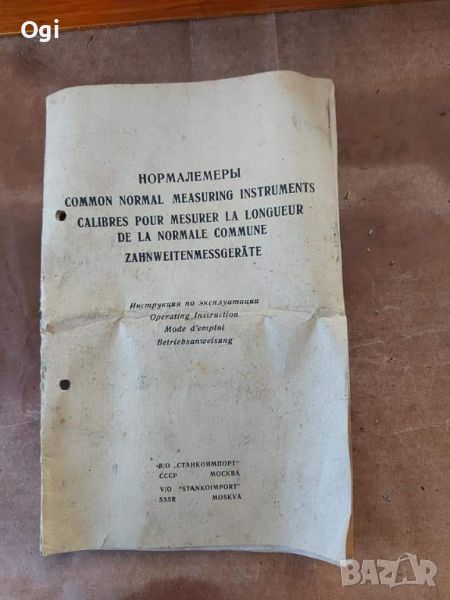 Ogi
НОРМАЛЕМЕРЫ
COMMON NORMAL MEASURING INSTRUMENTS
CALIBRES POUR MESURER LA LONGUEUR
DE LA NORMALE COMMUNE
ZAHNWEITENMESSGERÄTE
Инструкция по эксплуатации
Operating Instruction
Mode d'emploi
Betriebsanweisung
В/О „СТАНКОИМПОРТ"
СССР МОСКВА
V/O "STANKOIMPORT"
SSSR MOSKVA
BAZAR